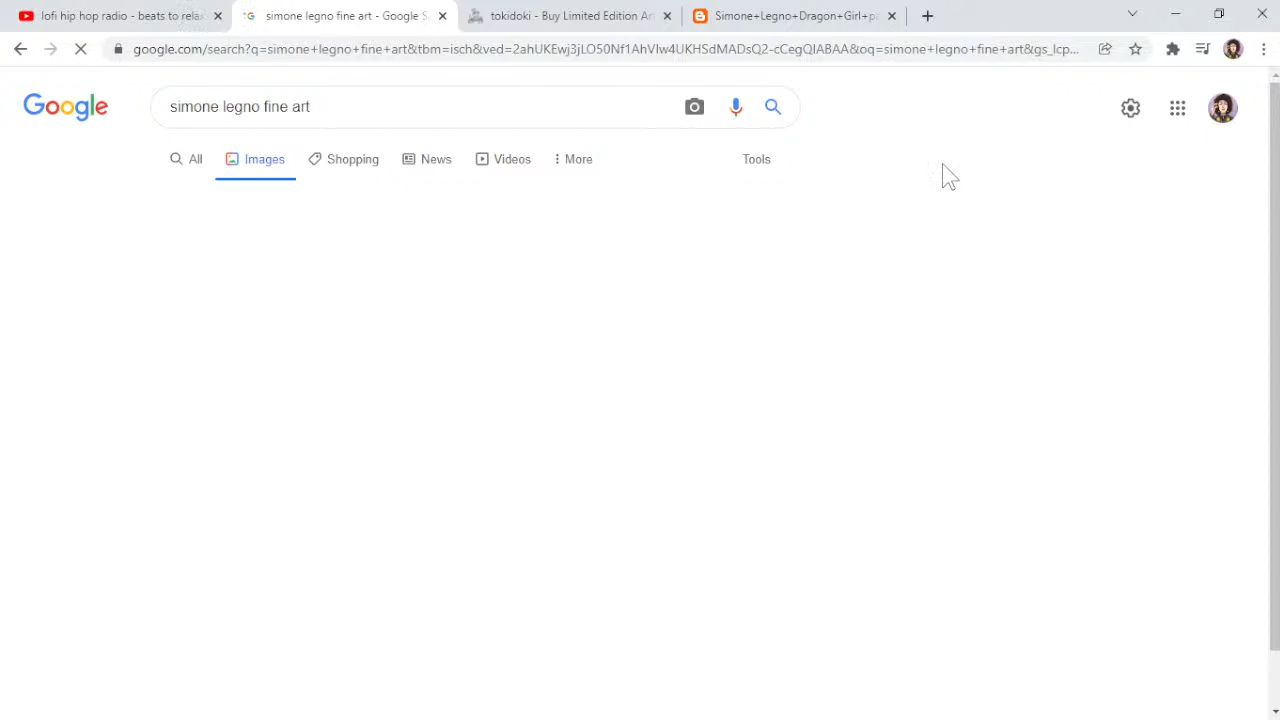 lofi hip hop radio - beats to relax
simone legno fine art - Google S
tokidoki - Buy Limited Edition Ar
Simone+Legno+Dragon+Girl+p
google.com/search?q=simone+legno+fine+art&tbm=isch&ved=2ahUKEwj3jLO50Nf1AhVIw4UKHSdMADsQ2-cCegQIABAA&oq=simone+legno+fine+art&gs_lcp...
Google
simone legno fine art
All
Images
Shopping
News
Videos
More
Tools